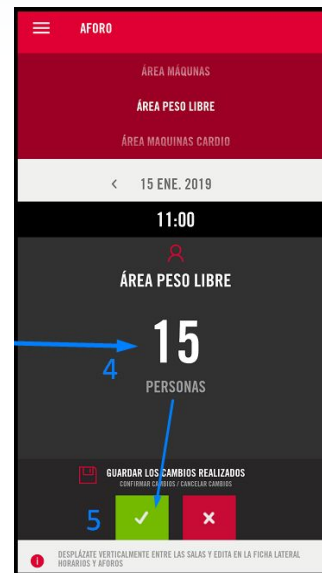 AFORO
ÁREA MÁQUNAS
ÁREA PESO LIBRE
ÁREA MAQUINAS CARDIO
< 15 ENE. 2019
11:00
ÁREA PESO LIBRE
15
4
PERSONAS
GUARDAR LOS CAMBIOS REALIZADOS
CONFIRMAR CAMBIOS / CANCELAR CAMBIOS
5
DESPLÁZATE VERTICALMENTE ENTRE LAS SALAS Y EDITA EN LA FICHA LATERAL
HORARIOS Y AFOROS